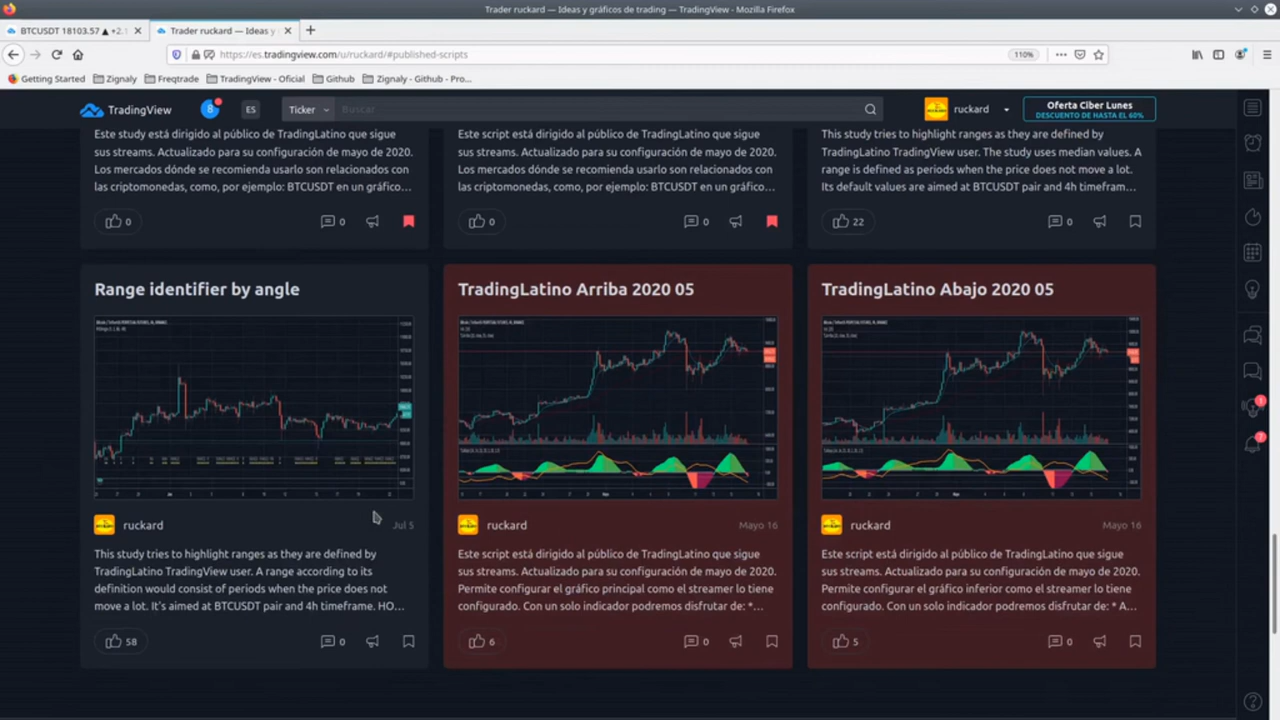 Trader ruckard — Ideas y gráficos de trading — TradingView - Mozilla Firefox
BTCUSDT 18103.57 ▲ +2.1
Trader ruckard — Ideas y
https://es.tradingview.com/u/ruckard/#published-scripts
110%
Getting Started
Zignaly
Freqtrade
TradingView - Oficial
Github
Zignaly - Github - Pro...
TradingView
8
ES
Ticker
Buscar
ruckard
Oferta Ciber Lunes
DESCUENTO DE HASTA EL 60%
Este study está dirigido al público de TradingLatino que sigue
sus streams. Actualizado para su configuración de mayo de 2020.
Los mercados dónde se recomienda usarlo son relacionados con
las criptomonedas, como, por ejemplo: BTCUSDT en un gráfico...
0
0
Este script está dirigido al público de TradingLatino que sigue
sus streams. Actualizado para su configuración de mayo de 2020.
Los mercados dónde se recomienda usarlo son relacionados con
las criptomonedas, como, por ejemplo: BTCUSDT en un gráfico...
0
0
This study tries to highlight ranges as they are defined by
TradingLatino TradingView user. The study uses median values. A
range is defined as periods when the price does not move a lot.
Its default values are aimed at BTCUSDT pair and 4h timefram...
22
0
Range identifier by angle
ruckard
Jul 5
This study tries to highlight ranges as they are defined by
TradingLatino TradingView user. A range according to its
definition would consist of periods when the price does not
move a lot. It's aimed at BTCUSDT pair and 4h timeframe. HO...
58
0
TradingLatino Arriba 2020 05
ruckard
Mayo 16
Este script está dirigido al público de TradingLatino que sigue
sus streams. Actualizado para su configuración de mayo de 2020.
Permite configurar el gráfico principal como el streamer lo tiene
configurado. Con un solo indicador podremos disfrutar de: *...
6
0
TradingLatino Abajo 2020 05
ruckard
Mayo 16
Este script está dirigido al público de TradingLatino que sigue
sus streams. Actualizado para su configuración de mayo de 2020.
Permite configurar el gráfico inferior como el streamer lo tiene
configurado. Con un solo indicador podremos disfrutar de: * A...
5
0
1
7